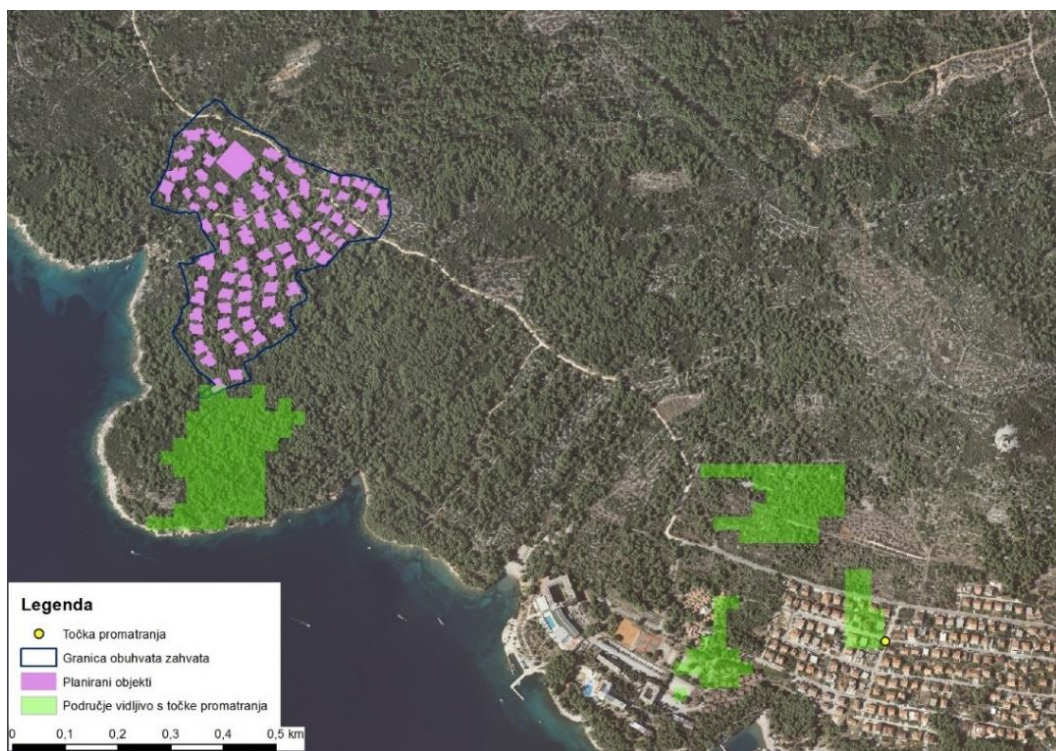 Legenda
Točka promatranja
Granica obuhvata zahvata
Planirani objekti
Područje vidljivo s točke promatranja
0 0,1 0,2 0,3 0,4 0,5 km